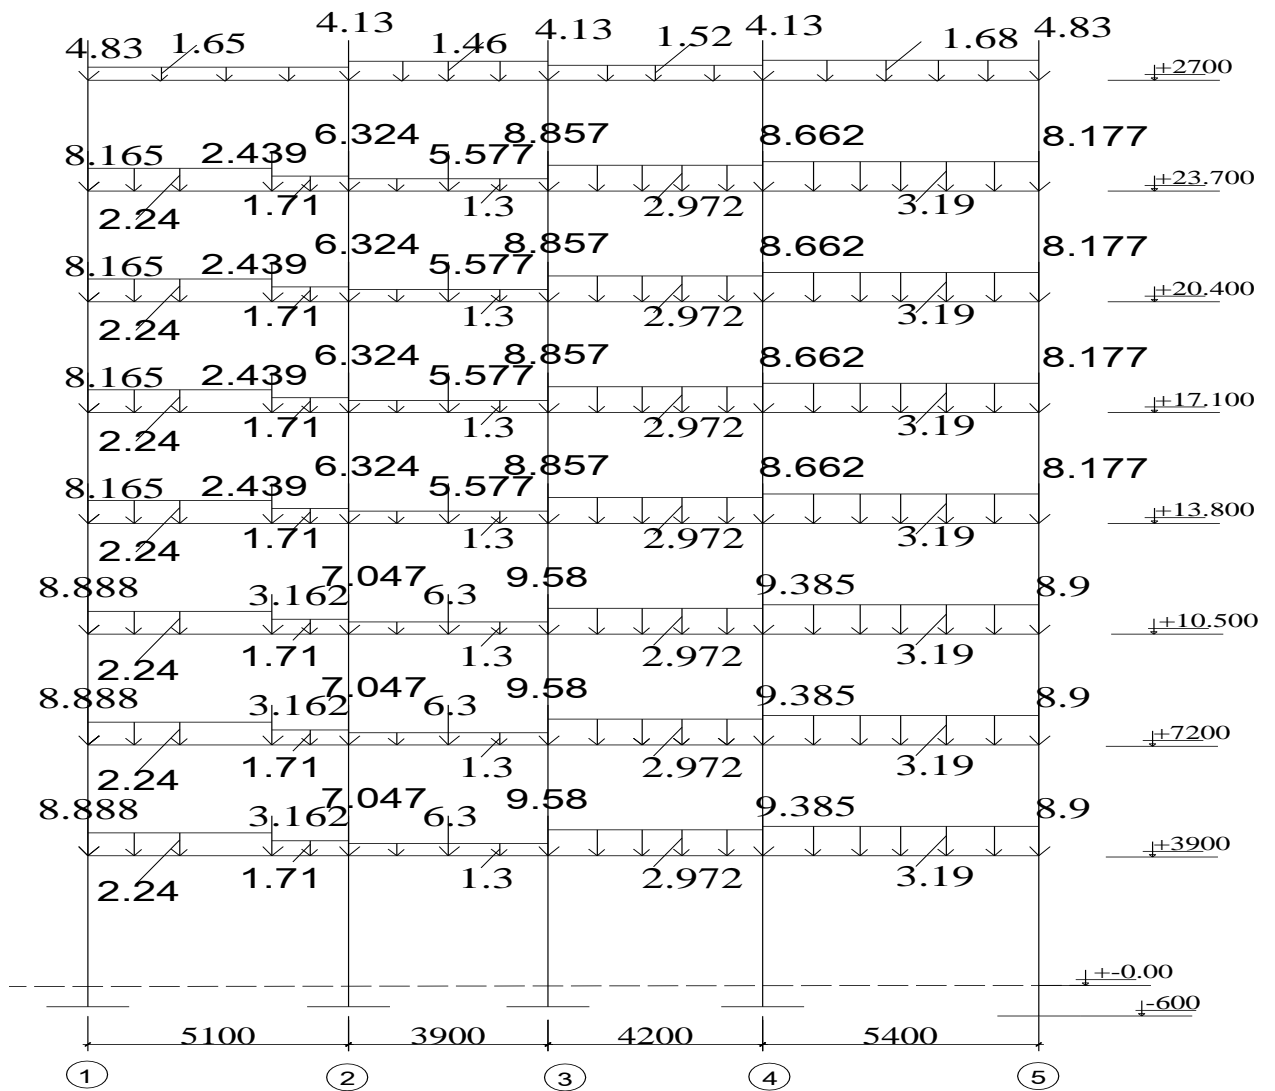 4.83 1.65 4.13 1.46 4.13 1.52 4.13 1.68 4.83
+2700
8.165 2.439 6.324 5.577 8.857 8.662 8.177
+23.700
2.24 1.71 1.3 2.972 3.19
8.165 2.439 6.324 5.577 8.857 8.662 8.177
+20.400
2.24 1.71 1.3 2.972 3.19
8.165 2.439 6.324 5.577 8.857 8.662 8.177
+17.100
2.24 1.71 1.3 2.972 3.19
8.165 2.439 6.324 5.577 8.857 8.662 8.177
+13.800
2.24 1.71 1.3 2.972 3.19
8.888 3.162 7.047 6.3 9.58 9.385 8.9
+10.500
2.24 1.71 1.3 2.972 3.19
8.888 3.162 7.047 6.3 9.58 9.385 8.9
+7200
2.24 1.71 1.3 2.972 3.19
8.888 3.162 7.047 6.3 9.58 9.385 8.9
+3900
2.24 1.71 1.3 2.972 3.19
+-0.00
-600
5100 3900 4200 5400
1 2 3 4 5